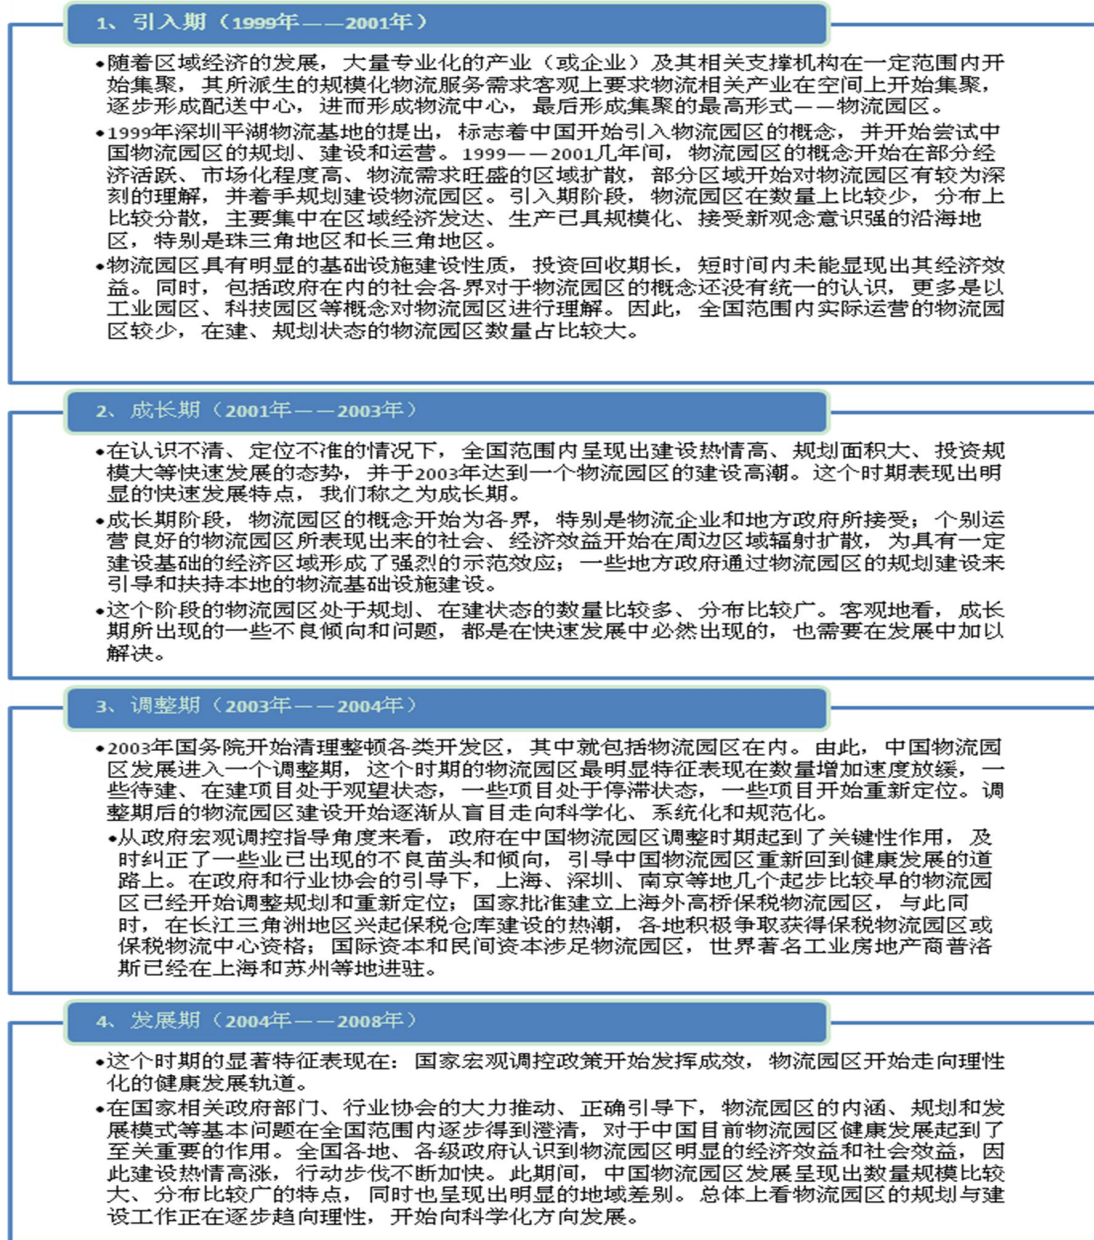 1、引入期（1999年——2001年）
•随着区域经济的发展，大量专业化的产业（或企业）及其相关支撑机构在一定范围内开
始集聚，其所派生的规模化物流服务需求客观上要求物流相关产业在空间上开始集聚，
逐步形成配送中心，进而形成物流中心，最后形成集聚的最高形式——物流园区。
•1999年深圳平湖物流基地的提出，标志着中国开始引入物流园区的概念，并开始尝试中
国物流园区的规划、建设和运营。1999——2001几年间，物流园区的概念开始在部分经
济活跃、市场化程度高、物流需求旺盛的区域扩散，部分区域开始对物流园区有较为深
刻的理解，并着手规划建设物流园区。引入期阶段，物流园区在数量上比较少，分布上
比较分散，主要集中在区域经济发达、生产已具规模化、接受新观念意识强的沿海地
区，特别是珠三角地区和长三角地区。
•物流园区具有明显的基础设施建设性质，投资回收期长，短时间内未能显现出其经济效
益。同时，包括政府在内的社会各界对于物流园区的概念还没有统一的认识，更多是以
工业园区、科技园区等概念对物流园区进行理解。因此，全国范围内实际运营的物流园
区较少，在建、规划状态的物流园区数量占比较大。
2、成长期（2001年——2003年）
•在认识不清、定位不准的情况下，全国范围内呈现出建设热情高、规划面积大、投资规
模大等快速发展的态势，并于2003年达到一个物流园区的建设高潮。这个时期表现出明
显的快速发展特点，我们称之为成长期。
•成长期阶段，物流园区的概念开始为各界，特别是物流企业和地方政府所接受；个别运
营良好的物流园区所表现出来的社会、经济效益开始在周边区域辐射扩散，为具有一定
建设基础的经济区域形成了强烈的示范效应；一些地方政府通过物流园区的规划建设来
引导和扶持本地的物流基础设施建设。
•这个阶段的物流园区处于规划、在建状态的数量比较多、分布比较广。客观地看，成长
期所出现的一些不良倾向和问题，都是在快速发展中必然出现的，也需要在发展中加以
解决。
3、调整期（2003年——2004年）
•2003年国务院开始清理整顿各类开发区，其中就包括物流园区在内。由此，中国物流园
区发展进入一个调整期，这个时期的物流园区最明显特征表现在数量增加速度放缓，一
些待建、在建项目处于观望状态，一些项目处于停滞状态，一些项目开始重新定位。调
整期后的物流园区建设开始逐渐从盲目走向科学化、系统化和规范化。
•从政府宏观调控指导角度来看，政府在中国物流园区调整时期起到了关键性作用，及
时纠正了一些业已出现的不良苗头和倾向，引导中国物流园区重新回到健康发展的道
路上。在政府和行业协会的引导下，上海、深圳、南京等地几个起步比较早的物流园
区已经开始调整规划和重新定位；国家批准建立上海外高桥保税物流园区，与此同
时，在长江三角洲地区兴起保税仓库建设的热潮，各地积极争取获得保税物流园区或
保税物流中心资格；国际资本和民间资本涉足物流园区，世界著名工业房地产商普洛
斯已经在上海和苏州等地进驻。
4、发展期（2004年——2008年）
•这个时期的显著特征表现在：国家宏观调控政策开始发挥成效，物流园区开始走向理性
化的健康发展轨道。
•在国家相关政府部门、行业协会的大力推动、正确引导下，物流园区的内涵、规划和发
展模式等基本问题在全国范围内逐步得到澄清，对于中国目前物流园区健康发展起到了
至关重要的作用。全国各地、各级政府认识到物流园区明显的经济效益和社会效益，因
此建设热情高涨，行动步伐不断加快。此期间，中国物流园区发展呈现出数量规模比较
大、分布比较广的特点，同时也呈现出明显的地域差别。总体上看物流园区的规划与建
设工作正在逐步趋向理性，开始向科学化方向发展。